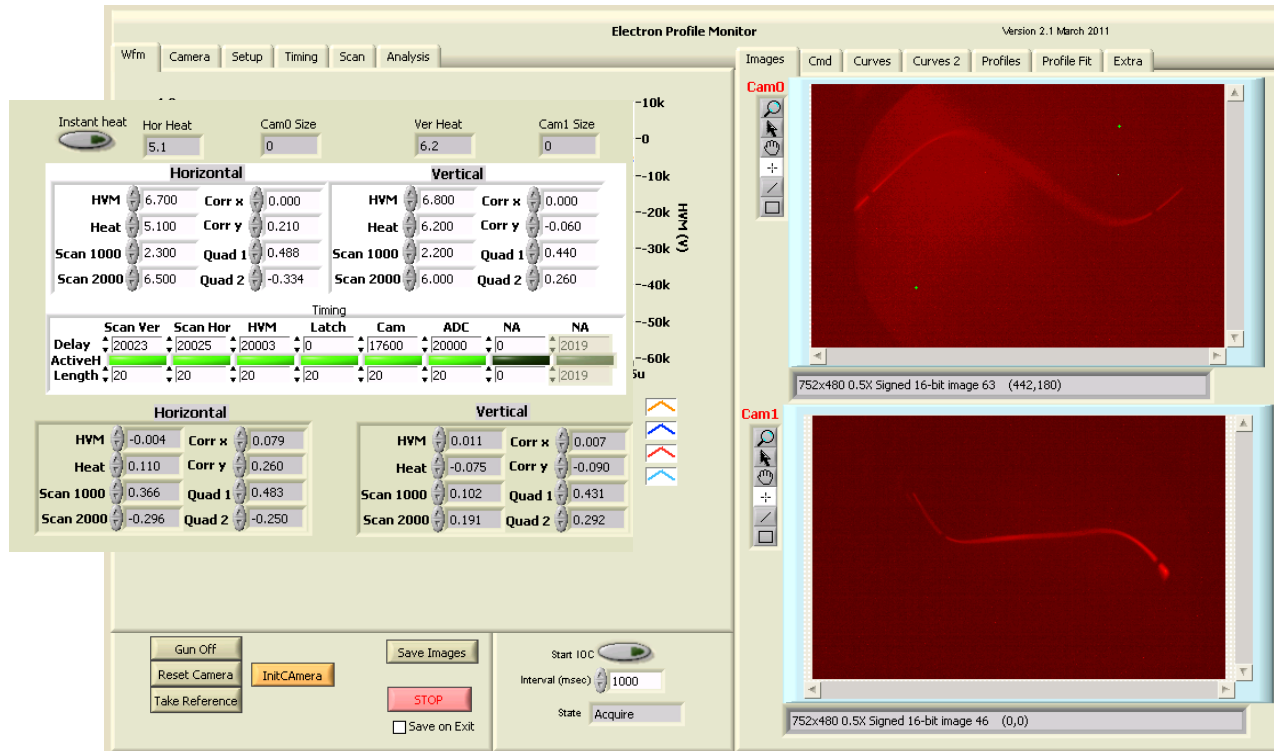 Electron Profile Monitor
Version 2.1 March 2011
Wfm Camera Setup Timing Scan Analysis
Images Cmd Curves Curves 2 Profiles Profile Fit Extra
Cam0
Instant heat
Hor Heat
5.1
Cam0 Size
0
Ver Heat
6.2
Cam1 Size
0
Horizontal
HVM 6.700 Corr x 0.000
Heat 5.100 Corr y 0.210
Scan 1000 2.300 Quad 1 0.488
Scan 2000 6.500 Quad 2 -0.334
Vertical
HVM 6.800 Corr x 0.000
Heat 6.200 Corr y -0.060
Scan 1000 2.200 Quad 1 0.440
Scan 2000 6.000 Quad 2 0.260
-10k
-0
--10k
--20k
--30k
--40k
--50k
--60k
5u
HVM (V)
Timing
Scan Ver Scan Hor HVM Latch Cam ADC NA NA
Delay 20023 20025 20003 0 17600 20000 0 2019
ActiveH
Length 20 20 20 20 20 20 0 2019
Horizontal
HVM -0.004 Corr x 0.079
Heat 0.110 Corr y 0.260
Scan 1000 0.366 Quad 1 0.483
Scan 2000 -0.296 Quad 2 -0.250
Vertical
HVM 0.011 Corr x 0.007
Heat -0.075 Corr y -0.090
Scan 1000 0.102 Quad 1 0.431
Scan 2000 0.191 Quad 2 0.292
752x480 0.5X Signed 16-bit image 63 (442,180)
Cam1
752x480 0.5X Signed 16-bit image 46 (0,0)
Gun Off
Reset Camera
Take Reference
InitCAmera
Save Images
STOP
Save on Exit
Start IOC
Interval (msec) 1000
State Acquire